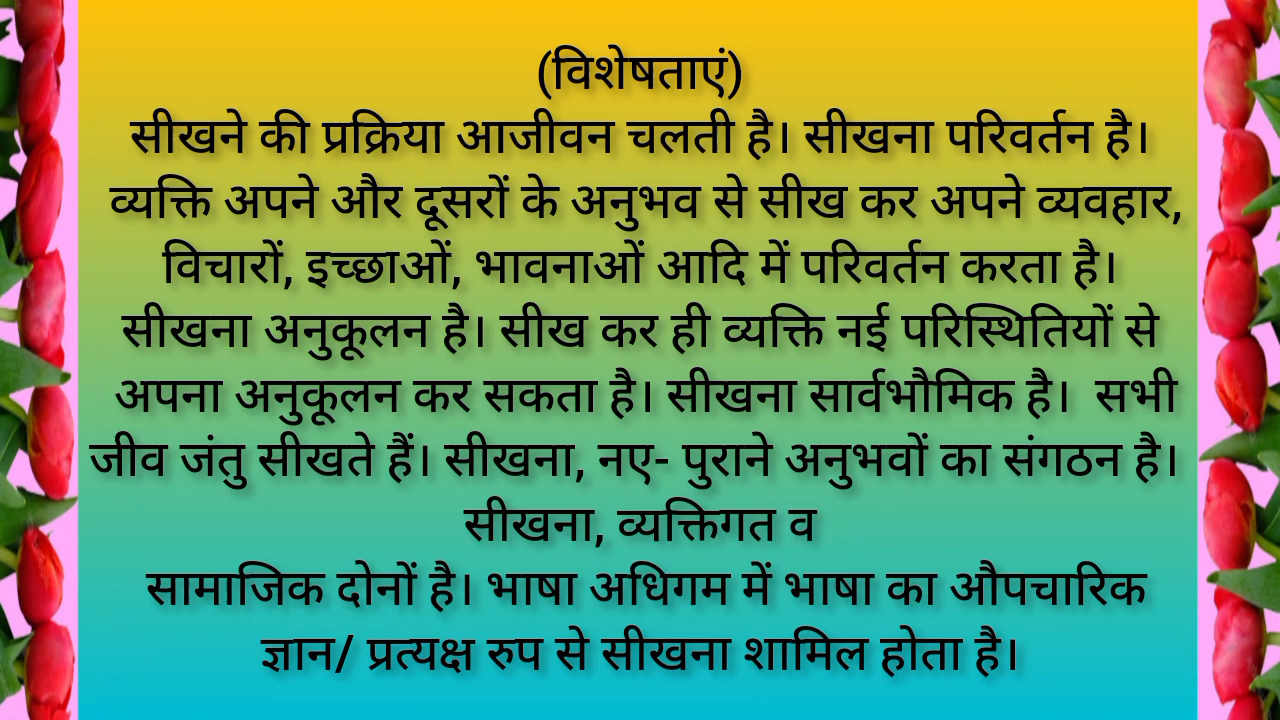 (विशेषताएं)
सीखने की प्रक्रिया आजीवन चलती है। सीखना परिवर्तन है।
व्यक्ति अपने और दूसरों के अनुभव से सीख कर अपने व्यवहार,
विचारों, इच्छाओं, भावनाओं आदि में परिवर्तन करता है।
सीखना अनुकूलन है। सीख कर ही व्यक्ति नई परिस्थितियों से
अपना अनुकूलन कर सकता है। सीखना सार्वभौमिक है।  सभी
जीव जंतु सीखते हैं। सीखना, नए- पुराने अनुभवों का संगठन है।
सीखना, व्यक्तिगत व
सामाजिक दोनों है। भाषा अधिगम में भाषा का औपचारिक
ज्ञान/ प्रत्यक्ष रुप से सीखना शामिल होता है।